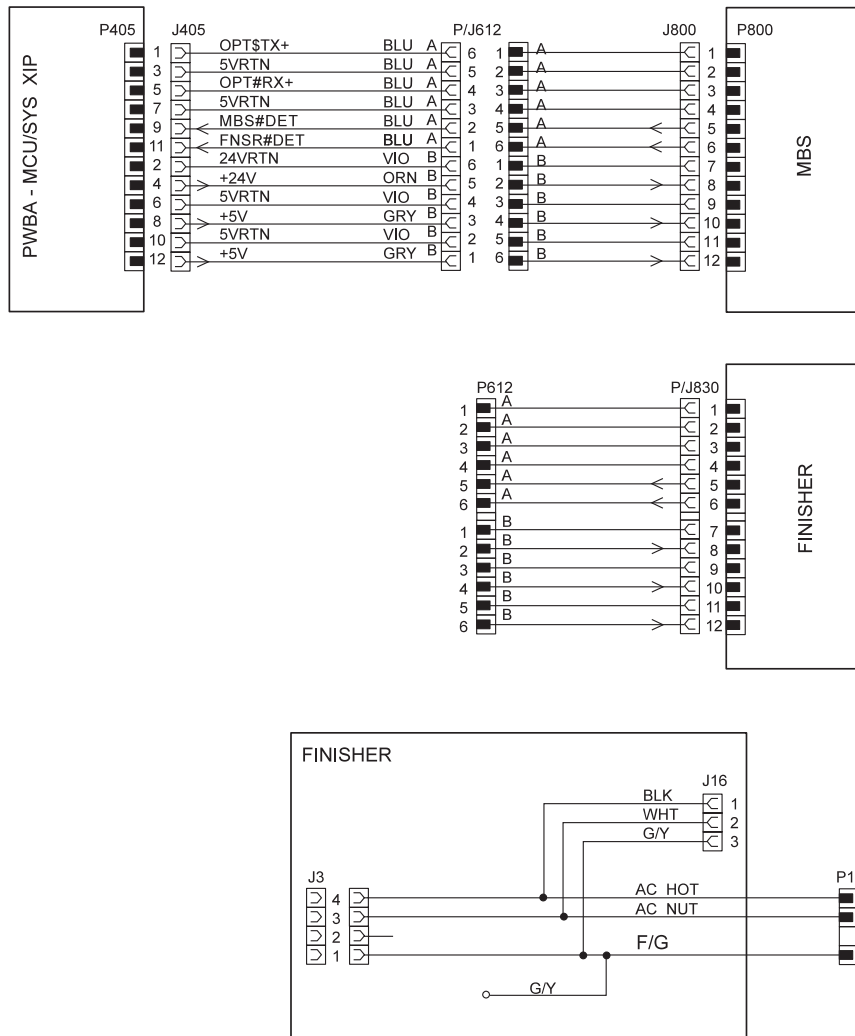 P405 J405 P/J612 J800 P800
1 OPT$TX+ BLU A 6 1 A 1
3 5VRTN BLU A 5 2 A 2
5 OPT#RX+ BLU A 4 3 A 3
7 5VRTN BLU A 3 4 A 4
9 MBS#DET BLU A 2 5 A 5
11 FNSR#DET BLU A 1 6 A 6
2 24VRTN VIO B 6 1 B 7
4 +24V ORN B 5 2 B 8
6 5VRTN VIO B 4 3 B 9
8 +5V GRY B 3 4 B 10
10 5VRTN VIO B 2 5 B 11
12 +5V GRY B 1 6 B 12
PWBA - MCU/SYS XIP
MBS
P612 P/J830
1 A 1
2 A 2
3 A 3
4 A 4
5 A 5
6 A 6
1 B 7
2 B 8
3 B 9
4 B 10
5 B 11
6 B 12
FINISHER
FINISHER
J16
BLK 1
WHT 2
G/Y 3
J3 P1
4 AC HOT
3 AC NUT
2
1 F/G
G/Y